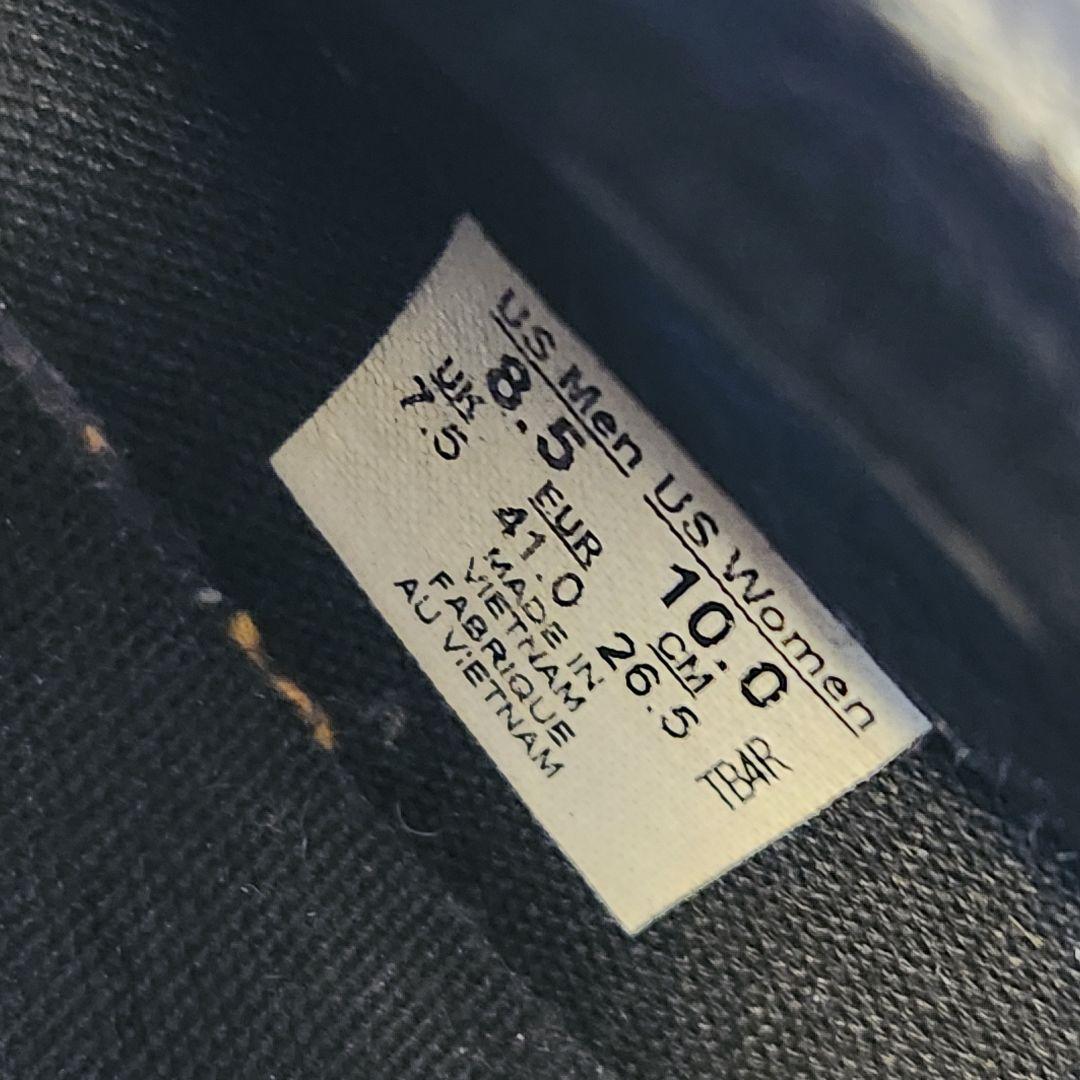 US Men US Women
8.5 10.0
UK EUR CM
7.5 41.0 26.5
MADE IN
VIETNAM
FABRIQUE
AU VIETNAM
TB4R